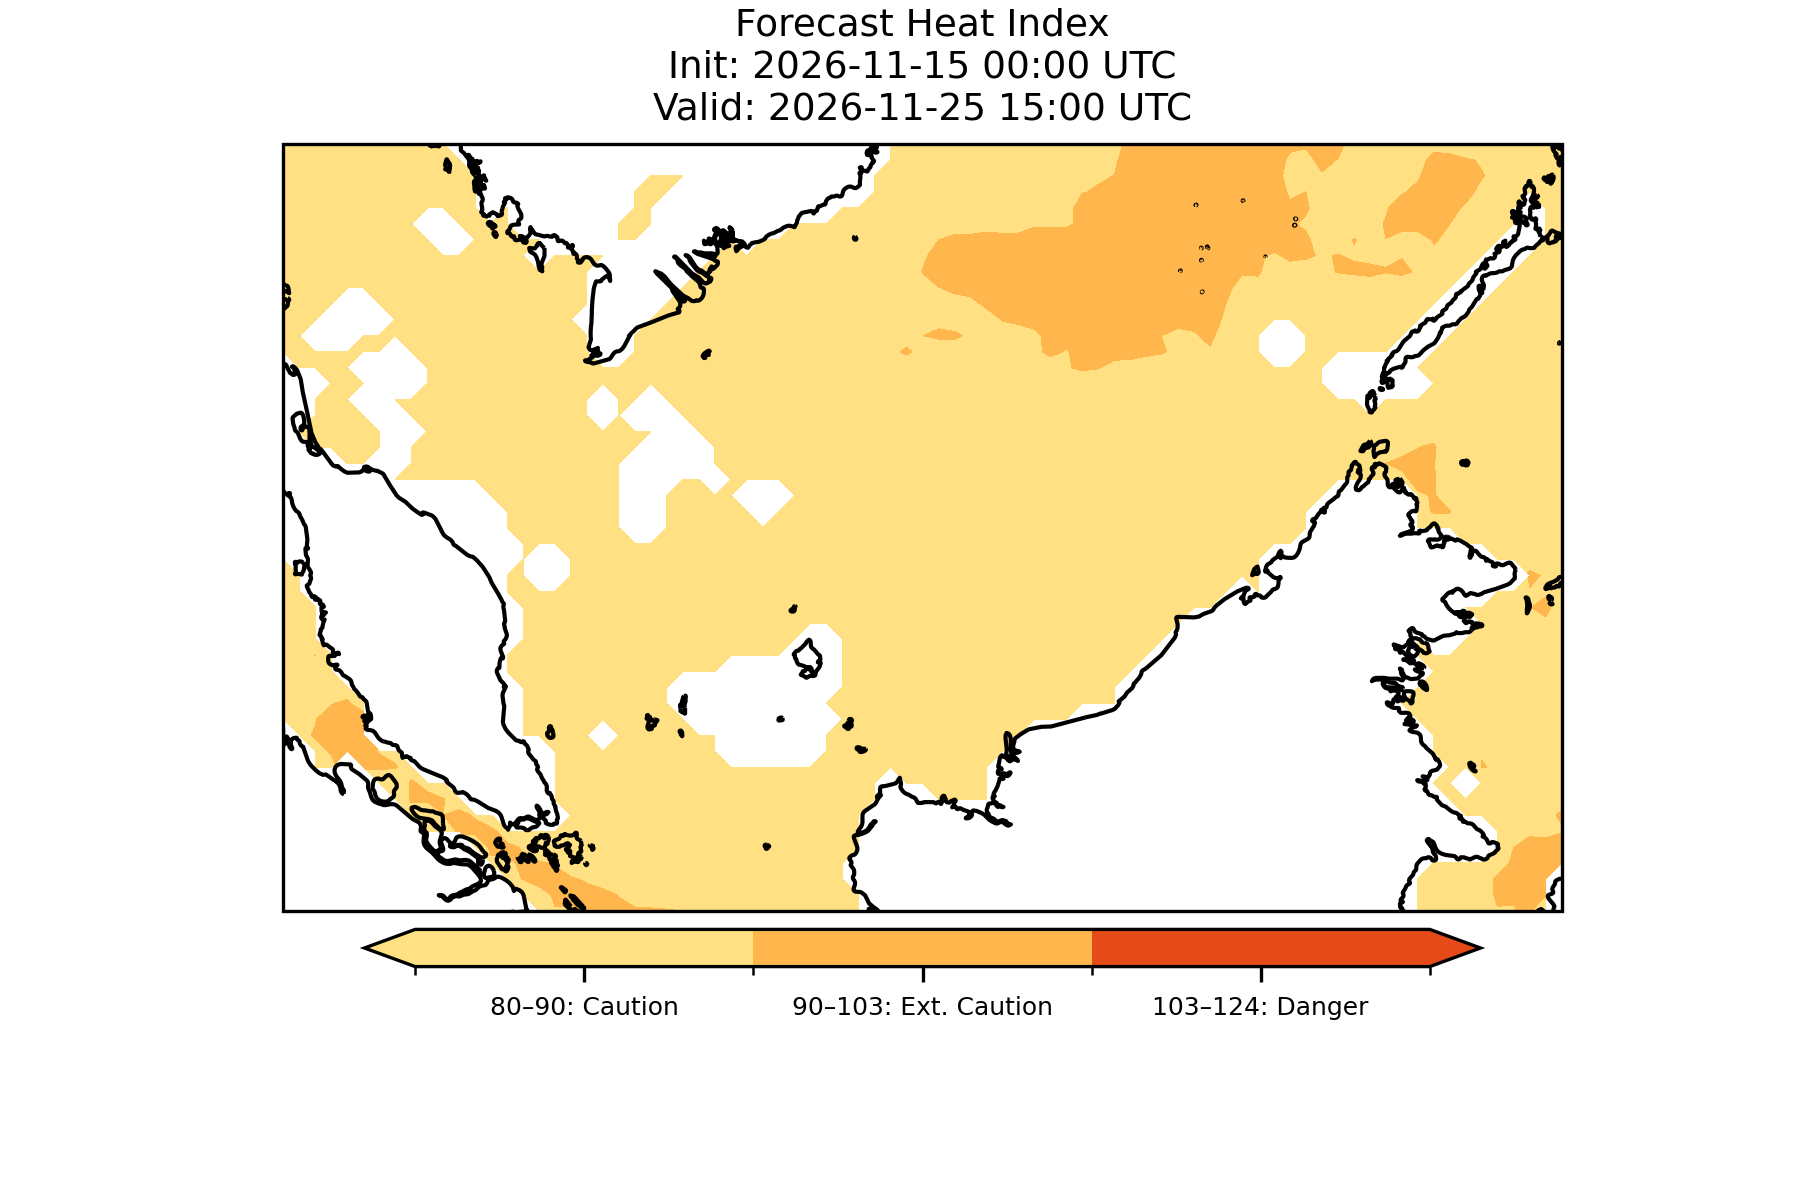 Forecast Heat Index
Init: 2026-11-15 00:00 UTC
Valid: 2026-11-25 15:00 UTC
80–90: Caution
90–103: Ext. Caution
103–124: Danger